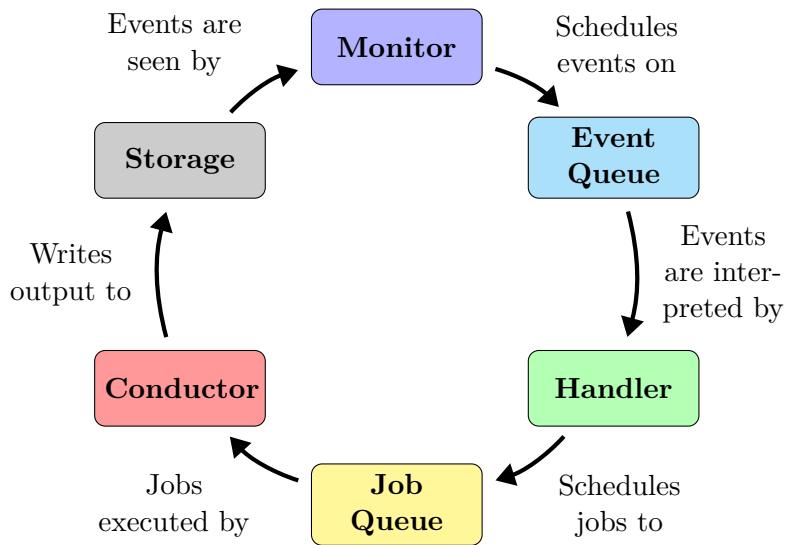 Events are
seen by
Monitor
Schedules
events on
Storage
Event
Queue
Writes
output to
Events
are inter-
preted by
Conductor
Handler
Jobs
executed by
Job
Queue
Schedules
jobs to